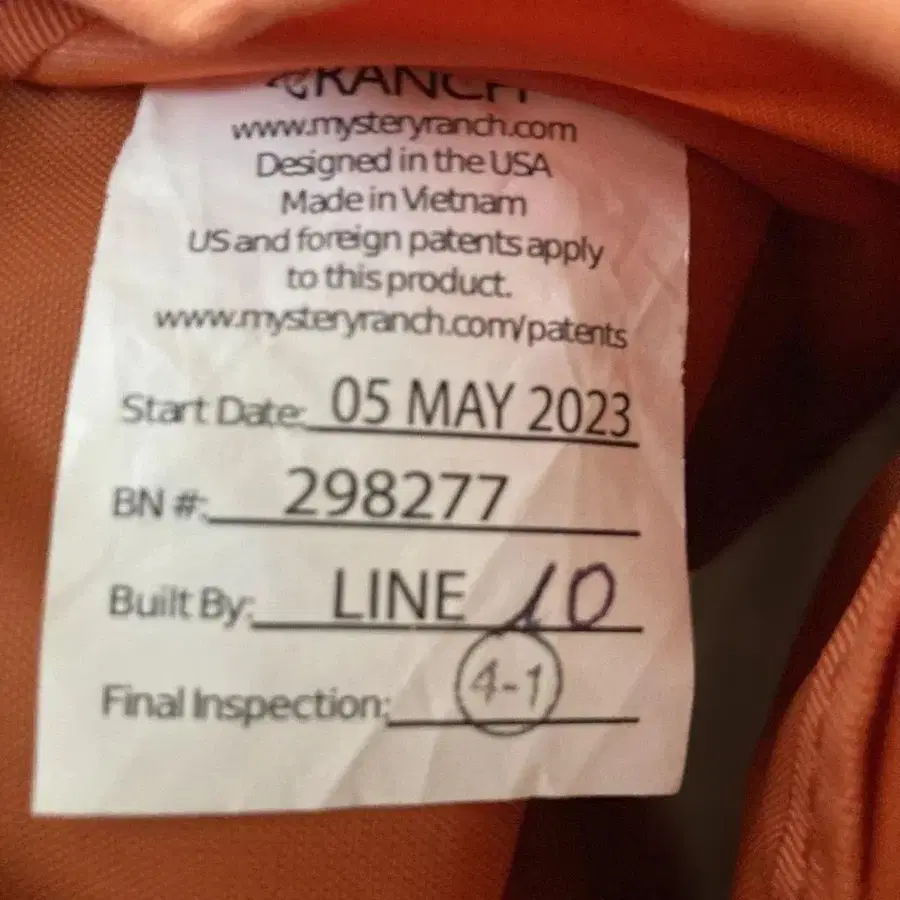 RANCH
www.mysteryranch.com
Designed in the USA
Made in Vietnam
US and foreign patents apply
to this product.
www.mysteryranch.com/patents
Start Date: 05 MAY 2023
BN #: 298277
Built By: LINE 10
Final Inspection: 4-1